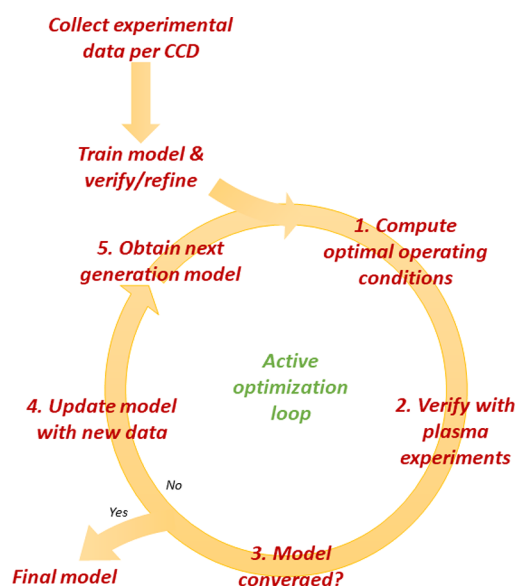 Collect experimental
data per CCD
Train model &
verify/refine
1. Compute
optimal operating
conditions
5. Obtain next
generation model
Active
optimization
loop
2. Verify with
plasma
experiments
4. Update model
with new data
No
Yes
3. Model
converged?
Final model